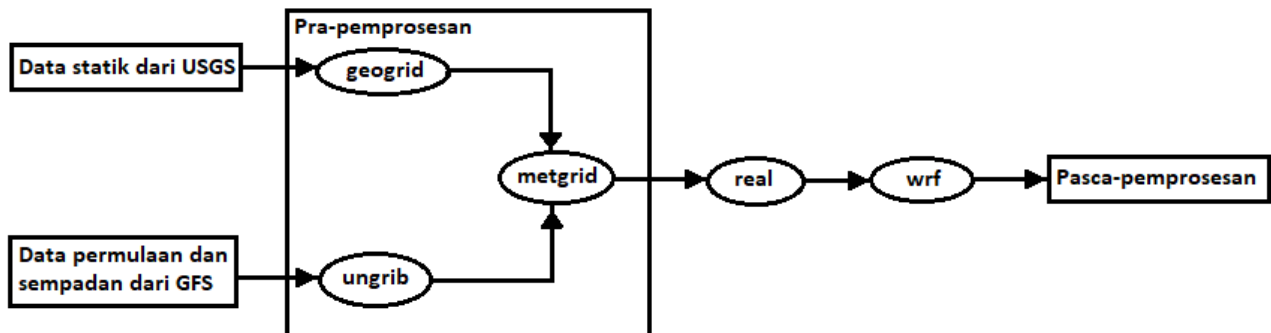 Pra-pemprosesan
Data statik dari USGS
geogrid
metgrid
real
wrf
Pasca-pemprosesan
Data permulaan dan
sempadan dari GFS
ungrib